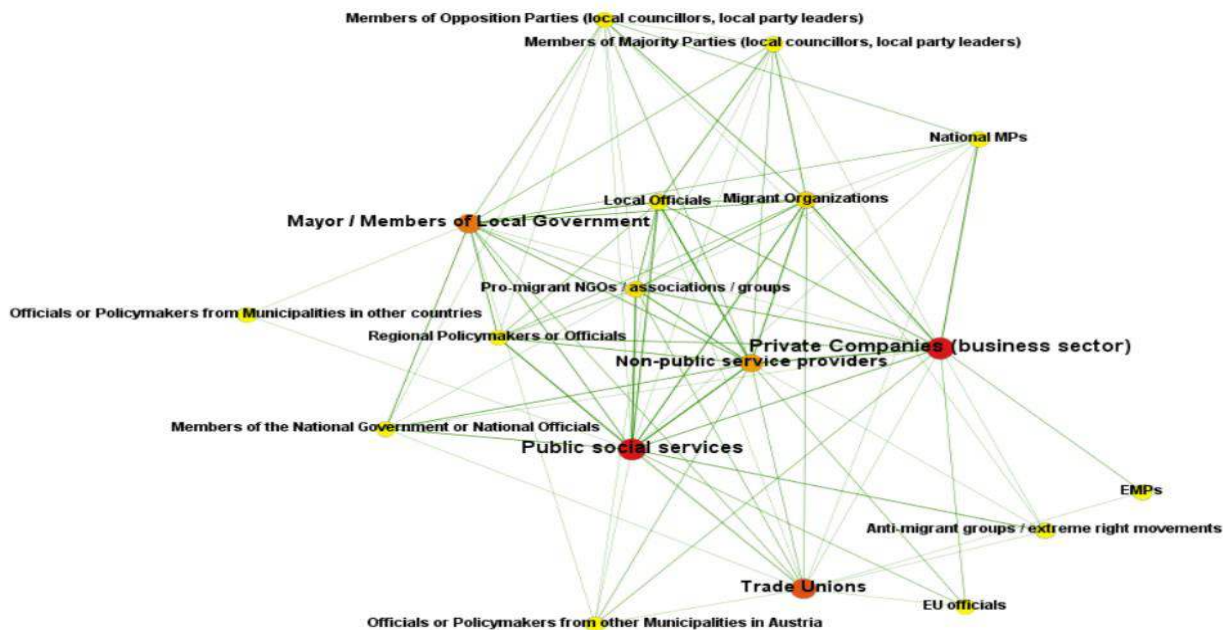 Members of Opposition Parties (local councillors, local party leaders)
Members of Majority Parties (local councillors, local party leaders)
National MPs
Local Officials
Migrant Organizations
Mayor / Members of Local Government
Pro-migrant NGOs / associations / groups
Officials or Policymakers from Municipalities in other countries
Regional Policymakers or Officials
Private Companies (business sector)
Non-public service providers
Members of the National Government or National Officials
Public social services
EMPs
Anti-migrant groups / extreme right movements
Trade Unions
EU officials
Officials or Policymakers from other Municipalities in Austria